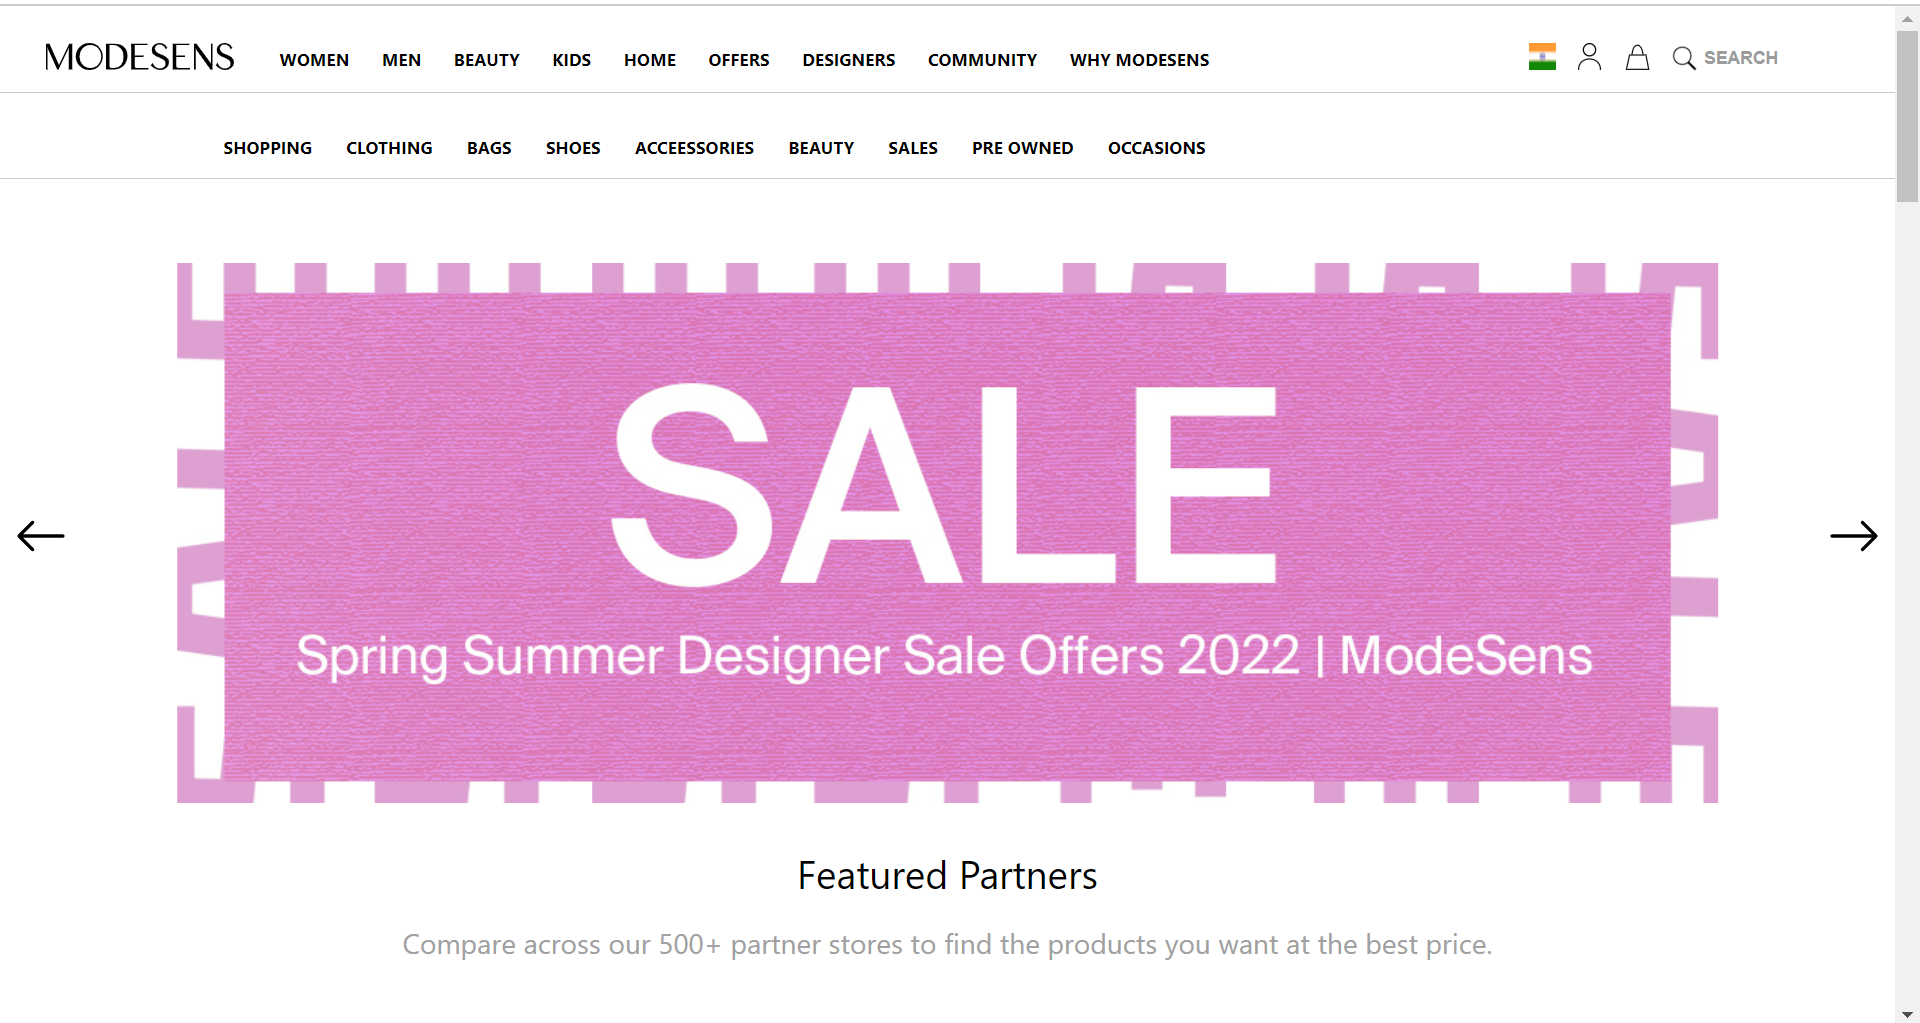 MODESENS WOMEN MEN BEAUTY KIDS HOME OFFERS DESIGNERS COMMUNITY WHY MODESENS SEARCH
SHOPPING CLOTHING BAGS SHOES ACCEESSORIES BEAUTY SALES PRE OWNED OCCASIONS
SALE
Spring Summer Designer Sale Offers 2022 | ModeSens
Featured Partners
Compare across our 500+ partner stores to find the products you want at the best price.